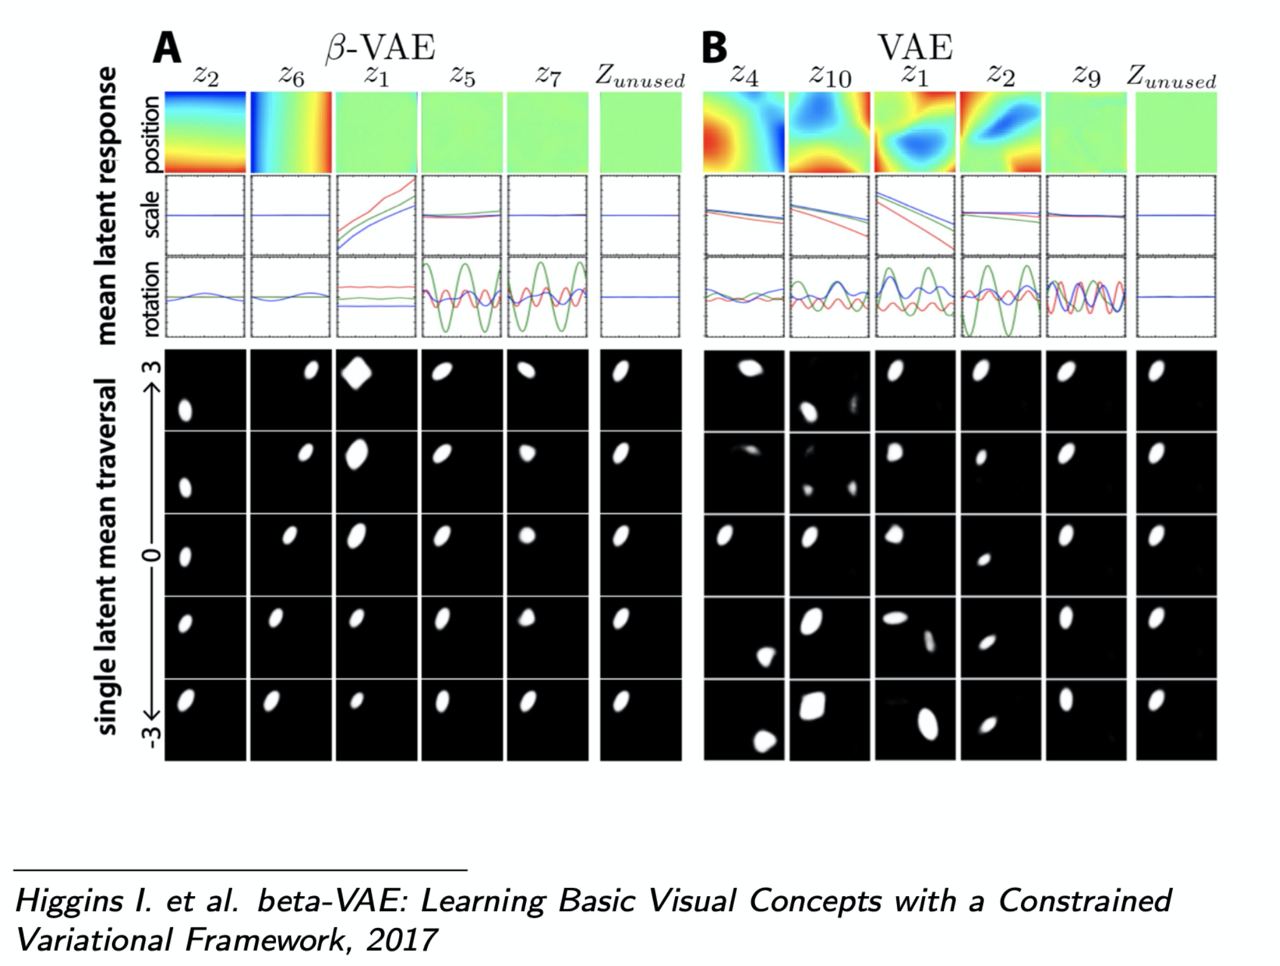 A β-VAE
z2 z6 z1 z5 z7 Zunused
B VAE
z4 z10 z1 z2 z9 Zunused
mean latent response
position
scale
rotation
single latent mean traversal
-3 0 3
Higgins I. et al. beta-VAE: Learning Basic Visual Concepts with a Constrained
Variational Framework, 2017